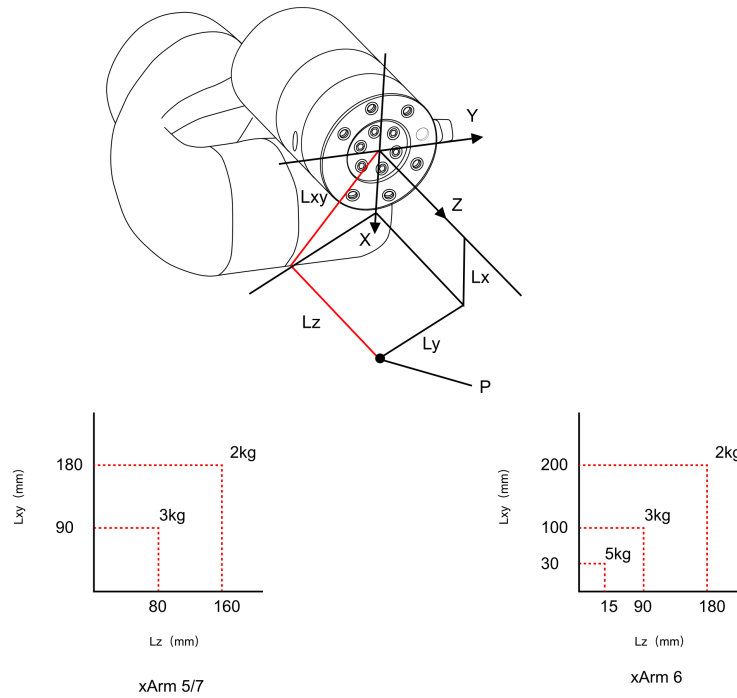 Y
Lxy
Z
X
Lx
Lz
Ly
P
2kg
180
3kg
90
Lxy (mm)
80 160
Lz (mm)
xArm 5/7
2kg
200
3kg
100
5kg
30
Lxy (mm)
15 90 180
Lz (mm)
xArm 6